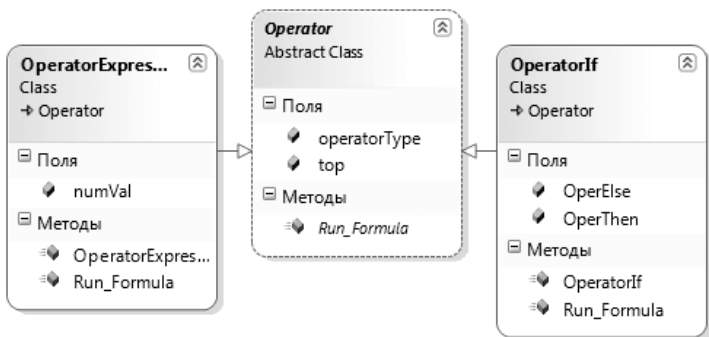 OperatorExpres...
Class
Operator
Поля
numVal
Методы
OperatorExpres...
Run_Formula
Operator
Abstract Class
Поля
operatorType
top
Методы
Run_Formula
OperatorIf
Class
Operator
Поля
OperElse
OperThen
Методы
OperatorIf
Run_Formula